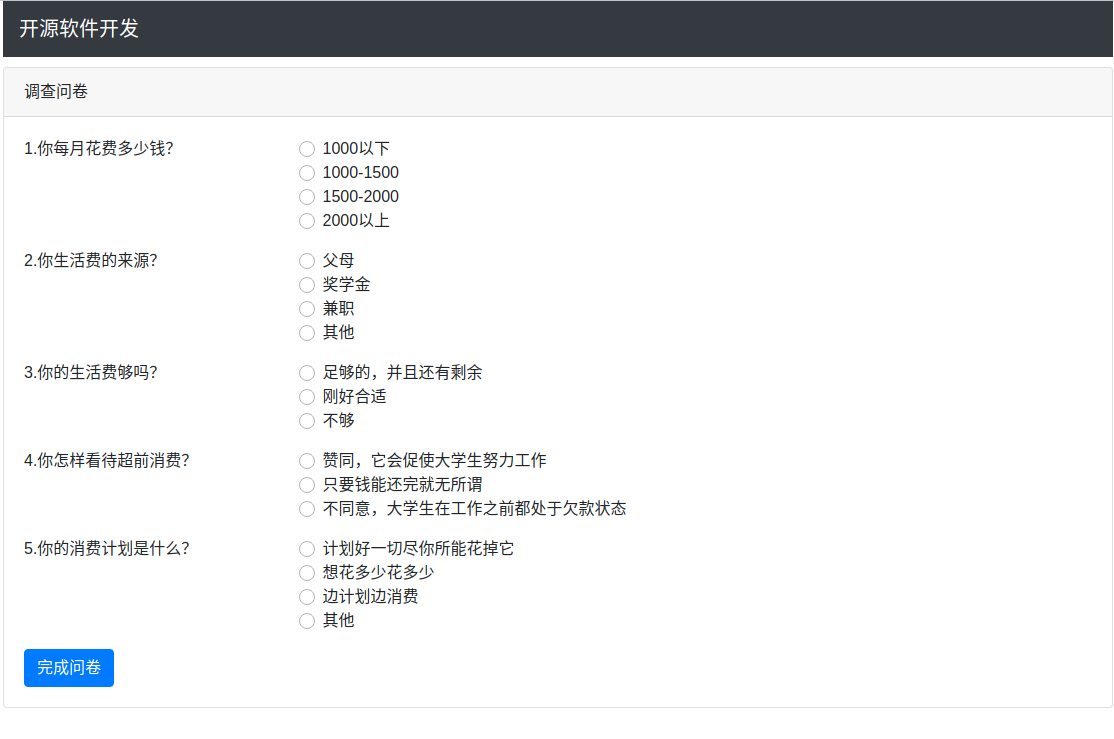 开源软件开发
调查问卷
1.你每月花费多少钱？
1000以下
1000-1500
1500-2000
2000以上
2.你生活费的来源？
父母
奖学金
兼职
其他
3.你的生活费够吗？
足够的，并且还有剩余
刚好合适
不够
4.你怎样看待超前消费？
赞同，它会促使大学生努力工作
只要钱能还完就无所谓
不同意，大学生在工作之前都处于欠款状态
5.你的消费计划是什么？
计划好一切尽你所能花掉它
想花多少花多少
边计划边消费
其他
完成问卷